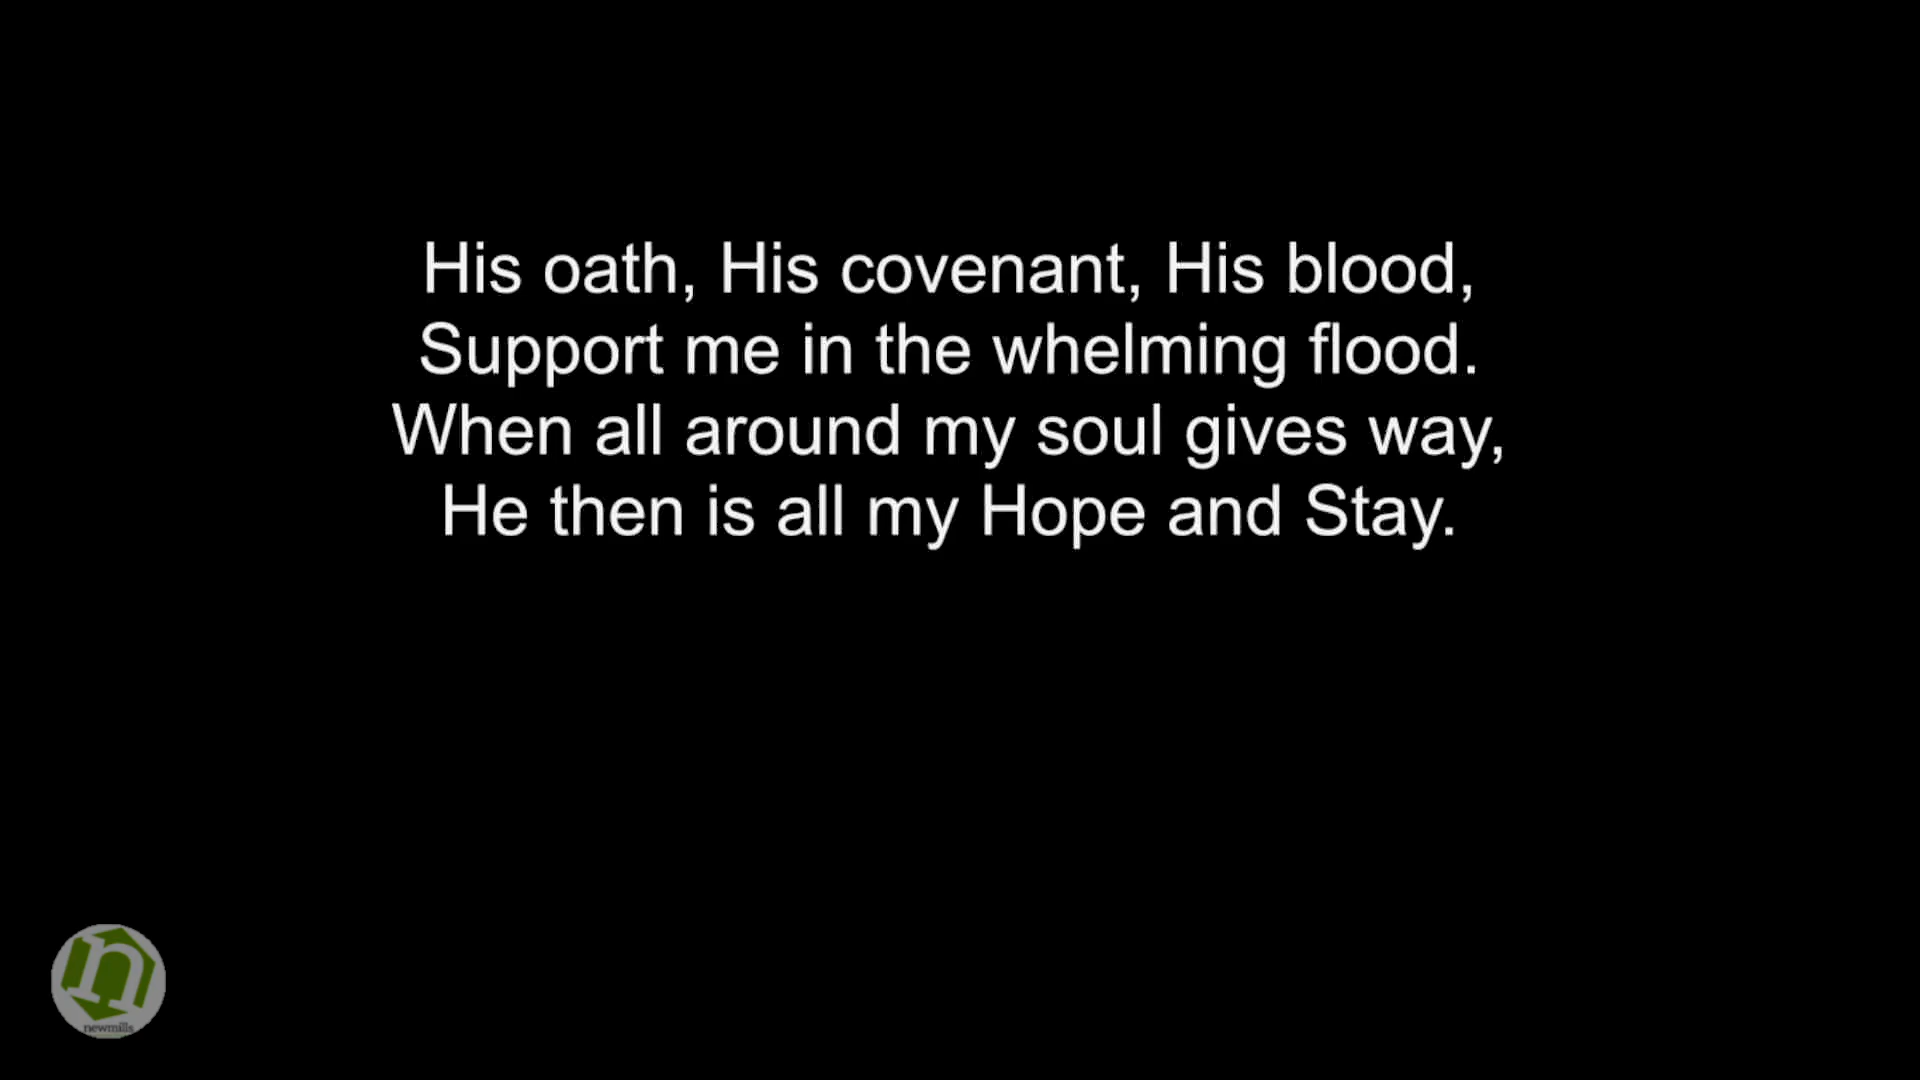 His oath, His covenant, His blood,
Support me in the whelming flood.
When all around my soul gives way,
He then is all my Hope and Stay.
n
newmills